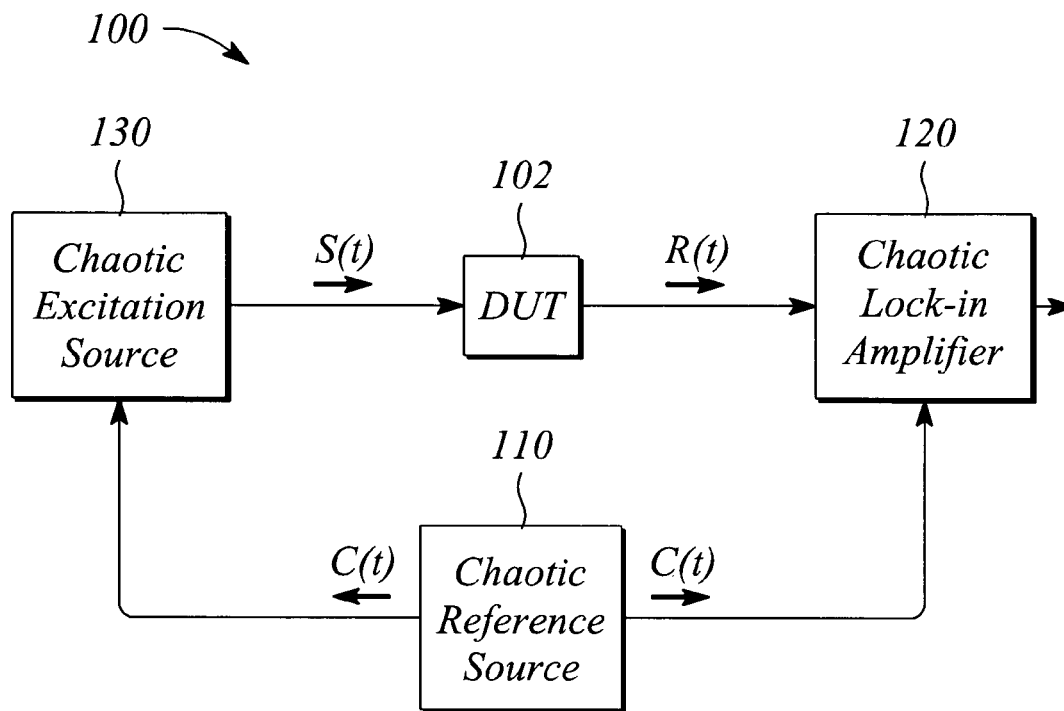 100
130
Chaotic
Excitation
Source
S(t)
102
DUT
R(t)
120
Chaotic
Lock-in
Amplifier
110
C(t)
Chaotic
Reference
Source
C(t)